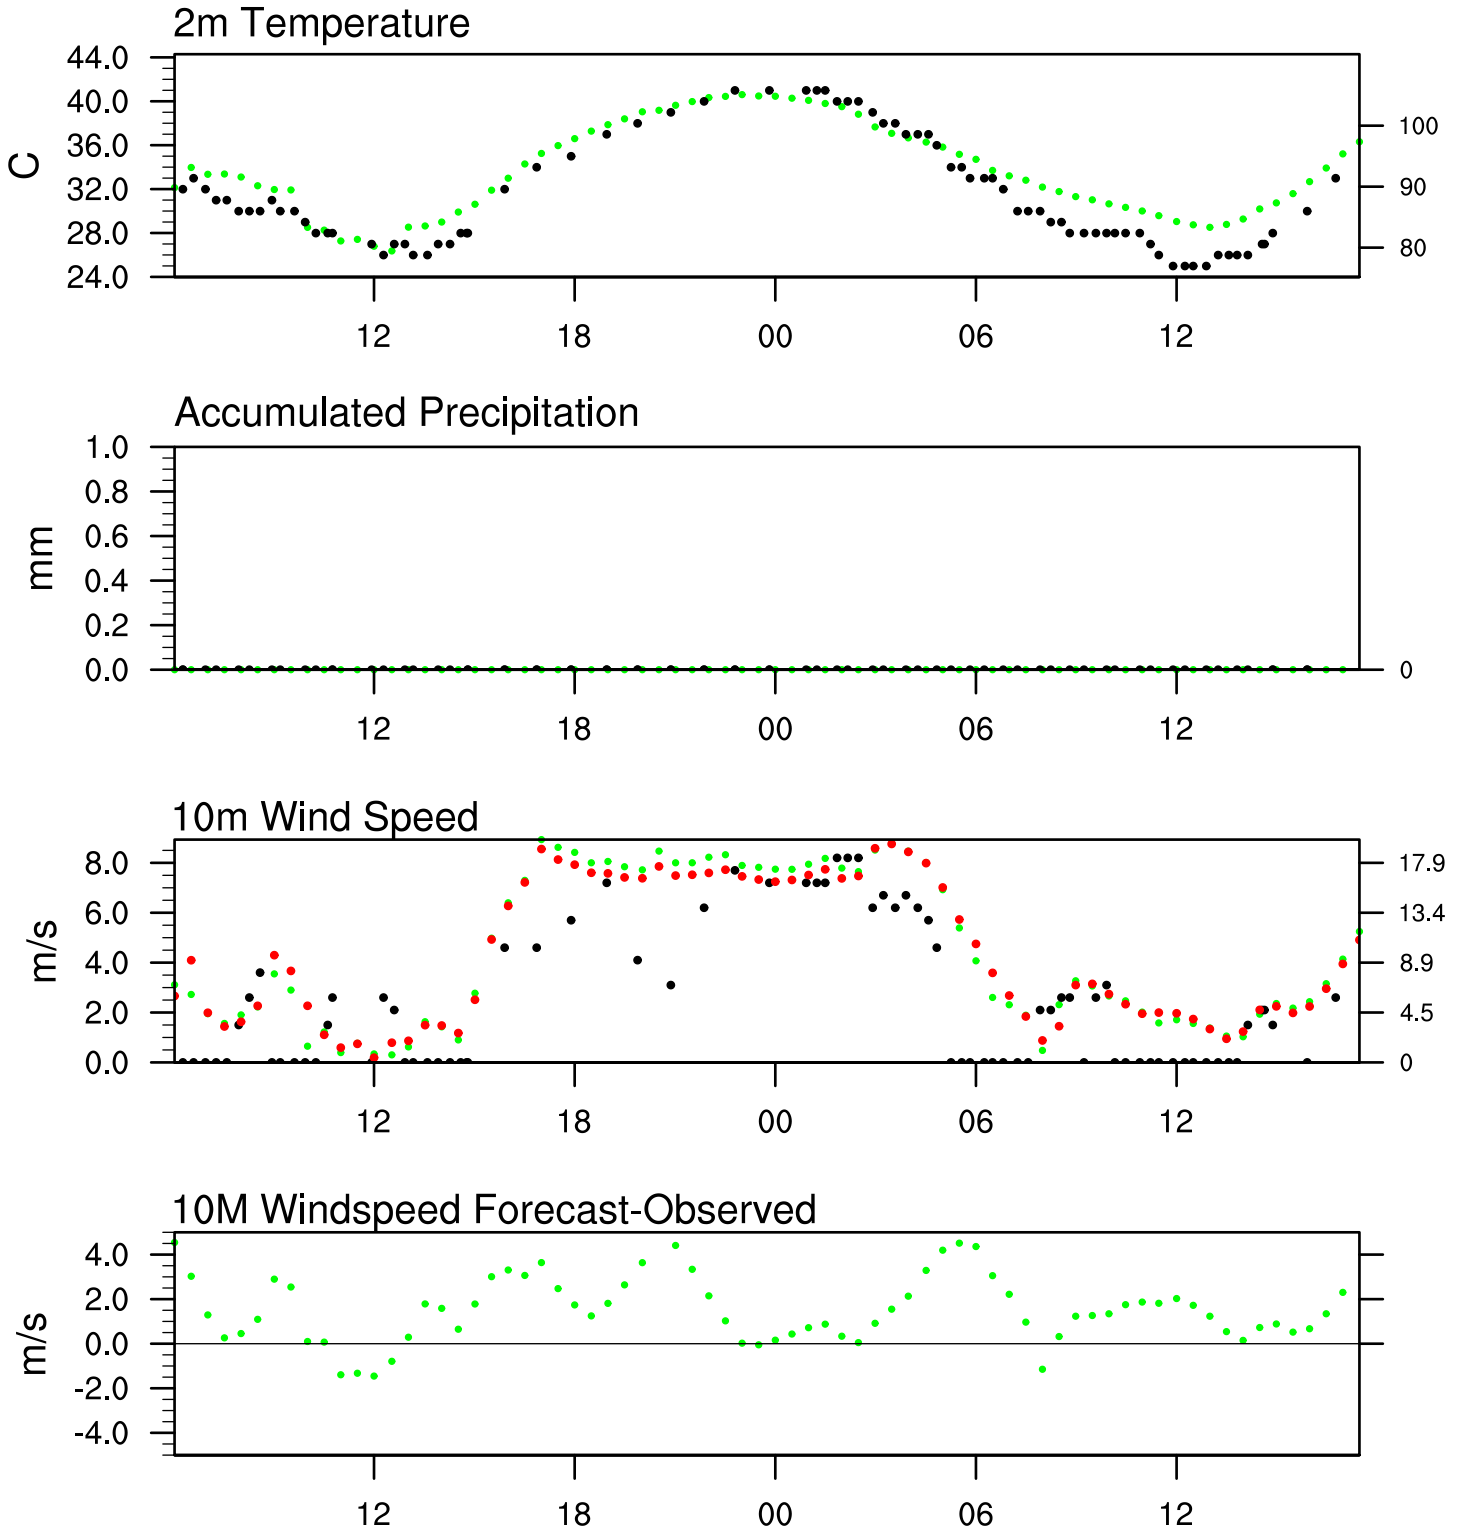 2m Temperature
44.0
40.0
36.0
32.0
28.0
24.0
C
100
90
80
12 18 00 06 12
Accumulated Precipitation
1.0
0.8
0.6
0.4
0.2
0.0
mm
0
12 18 00 06 12
10m Wind Speed
8.0
6.0
4.0
2.0
0.0
m/s
17.9
13.4
8.9
4.5
0
12 18 00 06 12
10M Windspeed Forecast-Observed
4.0
2.0
0.0
-2.0
-4.0
m/s
12 18 00 06 12